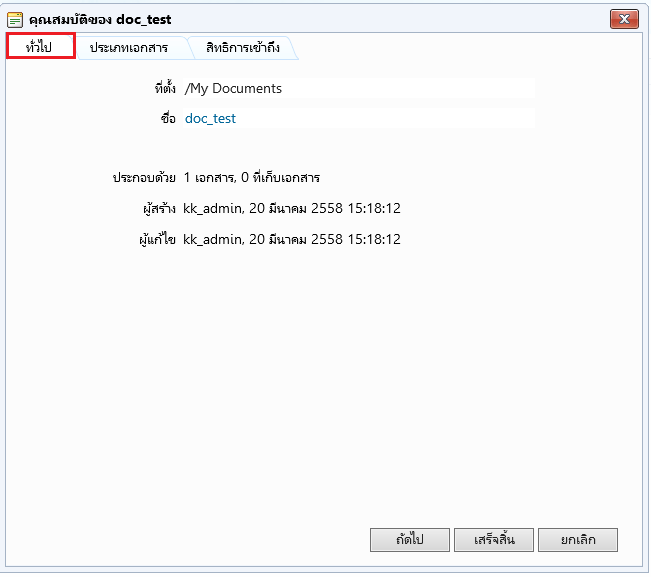 คุณสมบัติของ doc_test
ทั่วไป ประเภทเอกสาร สิทธิการเข้าถึง
ที่ตั้ง /My Documents
ชื่อ doc_test
ประกอบด้วย 1 เอกสาร, 0 ที่เก็บเอกสาร
ผู้สร้าง kk_admin, 20 มีนาคม 2558 15:18:12
ผู้แก้ไข kk_admin, 20 มีนาคม 2558 15:18:12
ถัดไป เสร็จสิ้น ยกเลิก